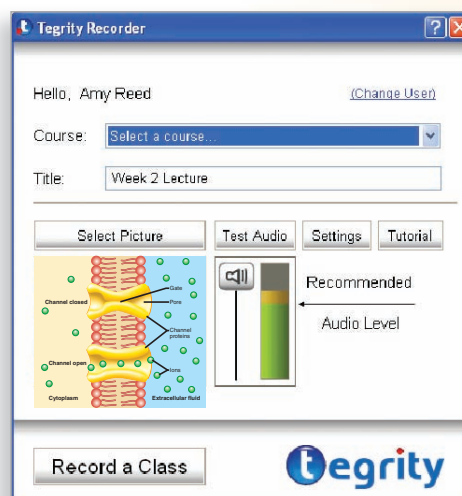 Tegrity Recorder
Hello, Amy Reed
(Change User)
Course: Select a course...
Title: Week 2 Lecture
Select Picture
Test Audio
Settings
Tutorial
Gate
Channel closed
Pore
Channel
proteins
Channel open
Ions
Cytoplasm
Extracellular fluid
Recommended
Audio Level
Record a Class
tegrity